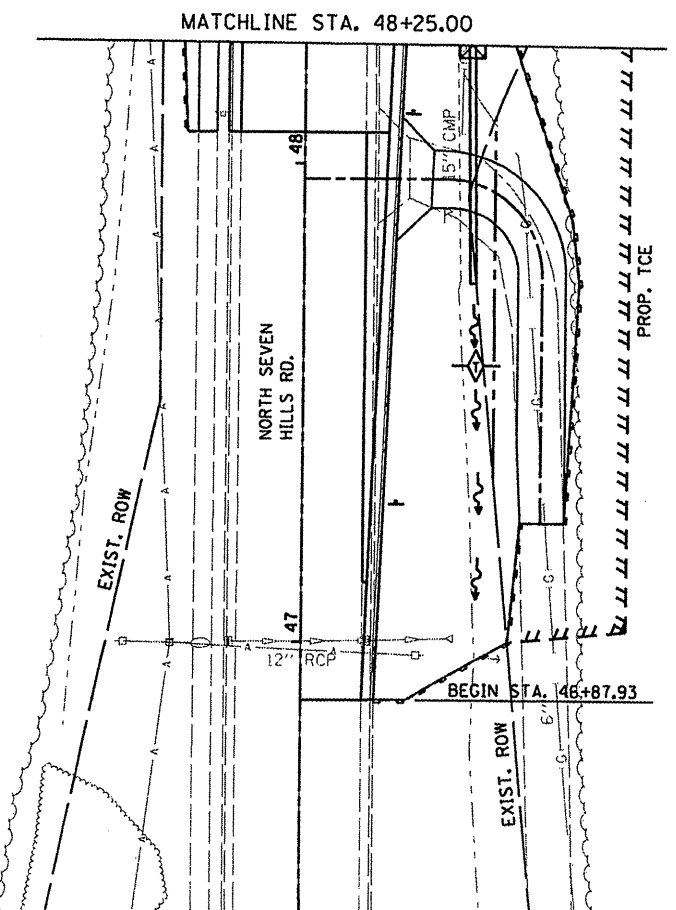 MATCHLINE STA. 48+25.00
48
15" CMP
PROP. TCE
NORTH SEVEN
HILLS RD.
EXIST. ROW
47
12" RCP
BEGIN STA. 46+87.93
6"
EXIST. ROW
A
A
A
A
A
A
A
A
A
A
G
G
G
G
T